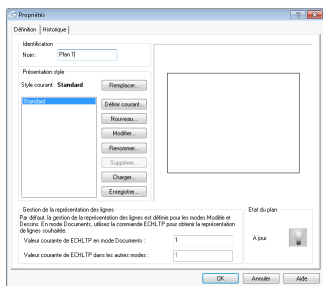 Propriétés
Définition
Historique
Identification
Nom :
Plan 1
Présentation style
Style courant Standard
Remplacer...
Standard
Définir courant...
Nouveau...
Modifier...
Renommer...
Supprimer...
Charger...
Enregistrer...
Gestion de la représentation des lignes
Par défaut, la gestion de la représentation des lignes est définie pour les modes Modèle et
Dessins. En mode Documents, utilisez la commande ECHLTP pour obtenir la représentation
de lignes souhaitée.
Valeur courante de ECHLTP en mode Documents :
1
Valeur courante de ECHLTP dans les autres modes :
1
Etat du plan
A jour
OK
Annuler
Aide